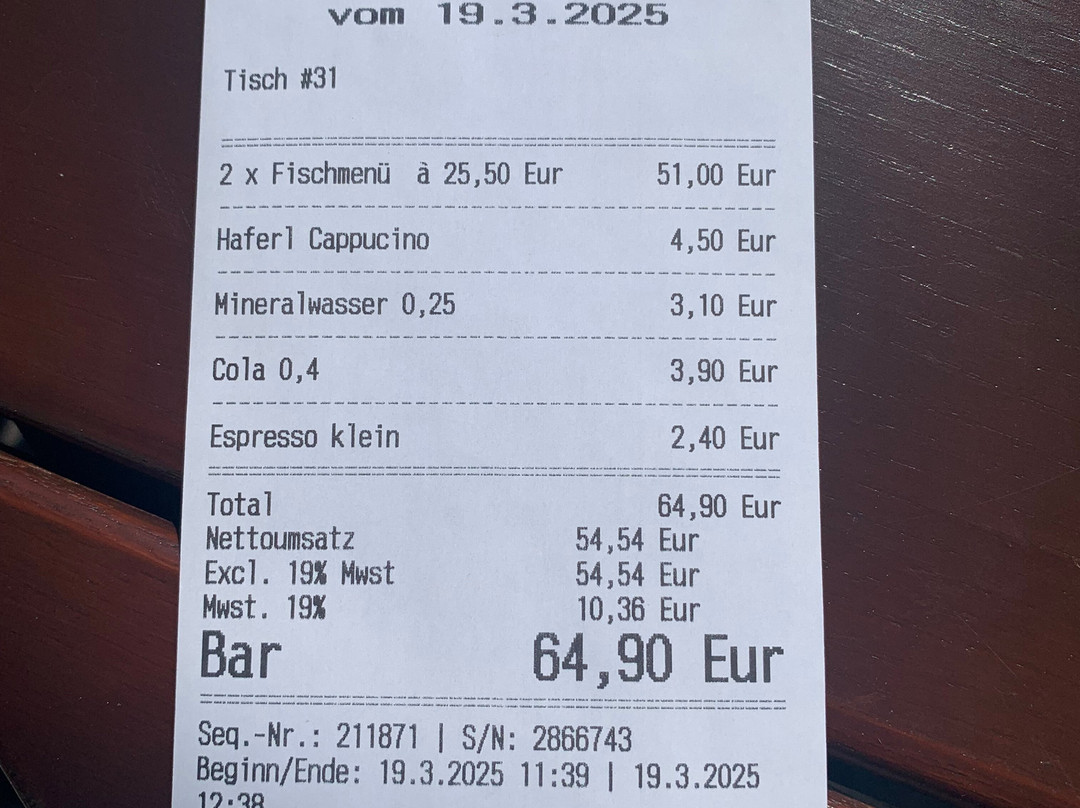 vom 19.3.2025
Tisch #31
2 x Fischmenü à 25,50 Eur 51,00 Eur
Haferl Cappucino 4,50 Eur
Mineralwasser 0,25 3,10 Eur
Cola 0,4 3,90 Eur
Espresso klein 2,40 Eur
Total 64,90 Eur
Nettoumsatz 54,54 Eur
Excl. 19% Mwst 54,54 Eur
Mwst. 19% 10,36 Eur
Bar 64,90 Eur
Seq.-Nr.: 211871 | S/N: 2866743
Beginn/Ende: 19.3.2025 11:39 | 19.3.2025
12:38